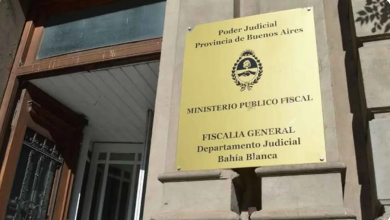 Poder Judicial
Provincia de Buenos Aires
MINISTERIO PUBLICO FISCAL
FISCALIA GENERAL
Departamento Judicial
Bahía Blanca